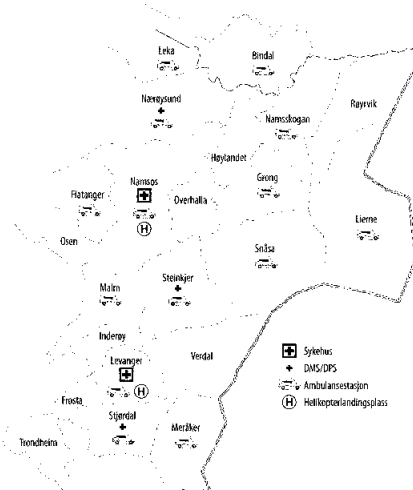 Leka
Bindal
Nærøysund
Røyrvik
Namsskogan
Høylandet
Grong
Namsos
Flatanger
Overhalla
Lierne
H
Osen
Snåsa
Steinkjer
Malm
Inderøy
Verdal
Levanger
Sykehus
DMS/DPS
Ambulansestasjon
H
H Helikopterlandingsplass
Frosta
Stjørdal
Meråker
Trondheim